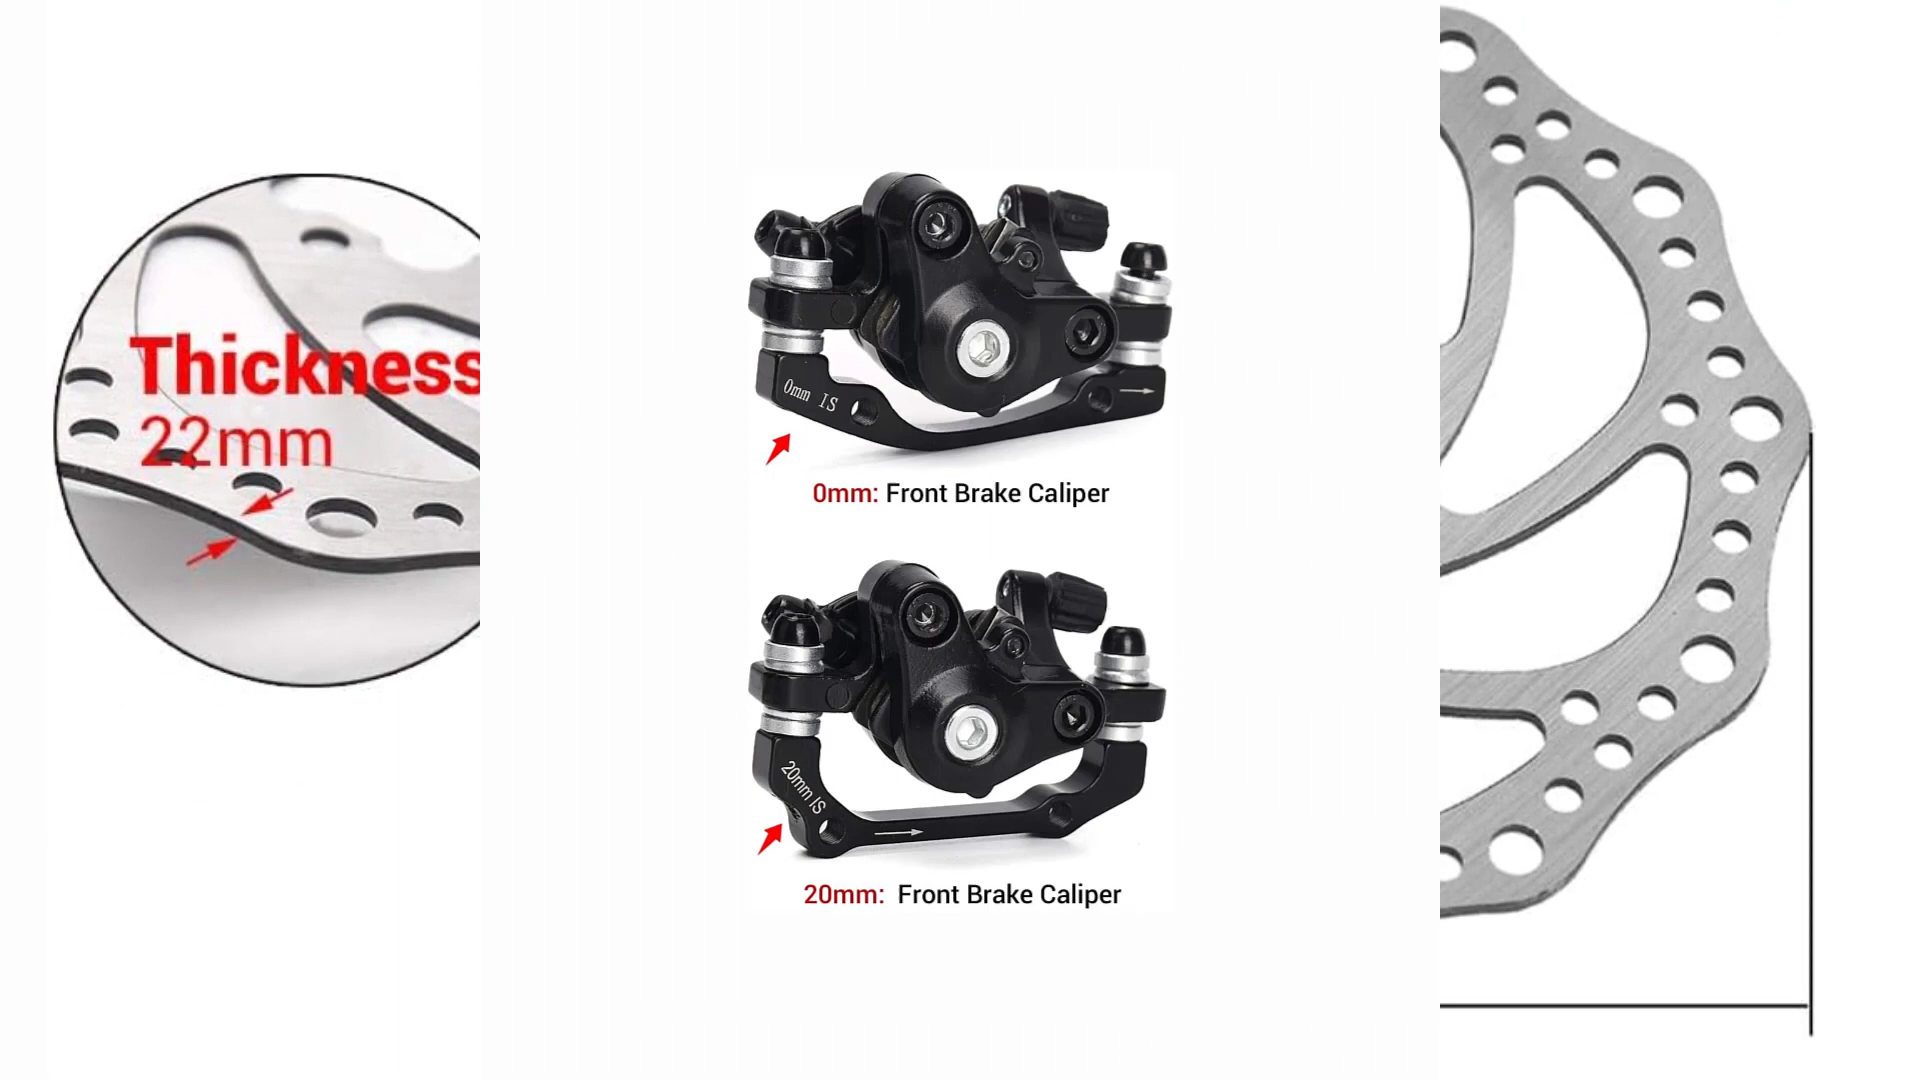 Thickness
22mm
0mm IS
0mm: Front Brake Caliper
20mm IS
20mm: Front Brake Caliper